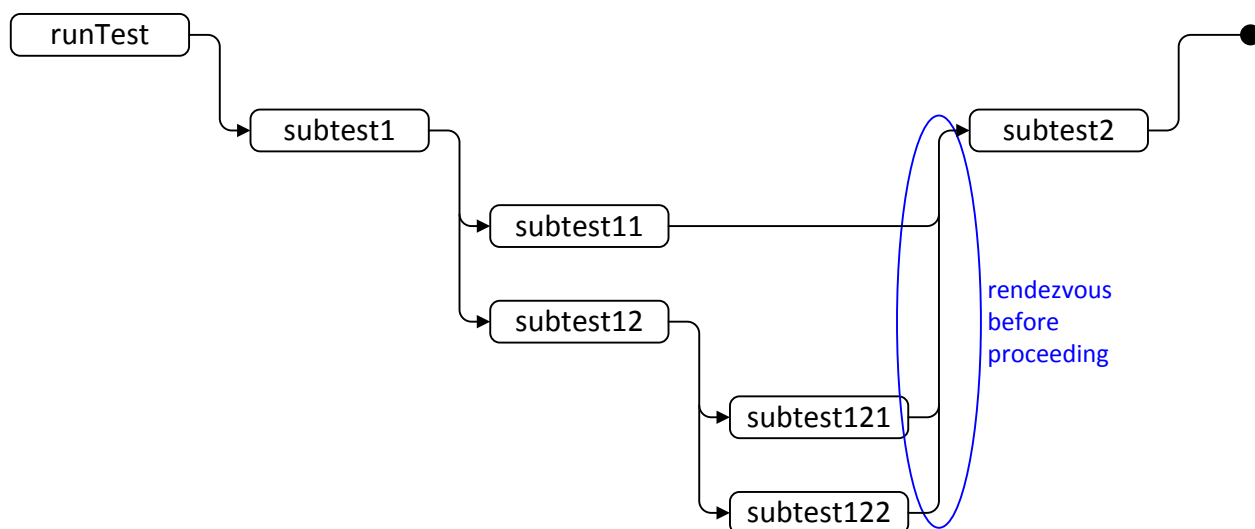 runTest
subtest1
subtest2
subtest11
subtest12
rendezvous
before
proceeding
subtest121
subtest122